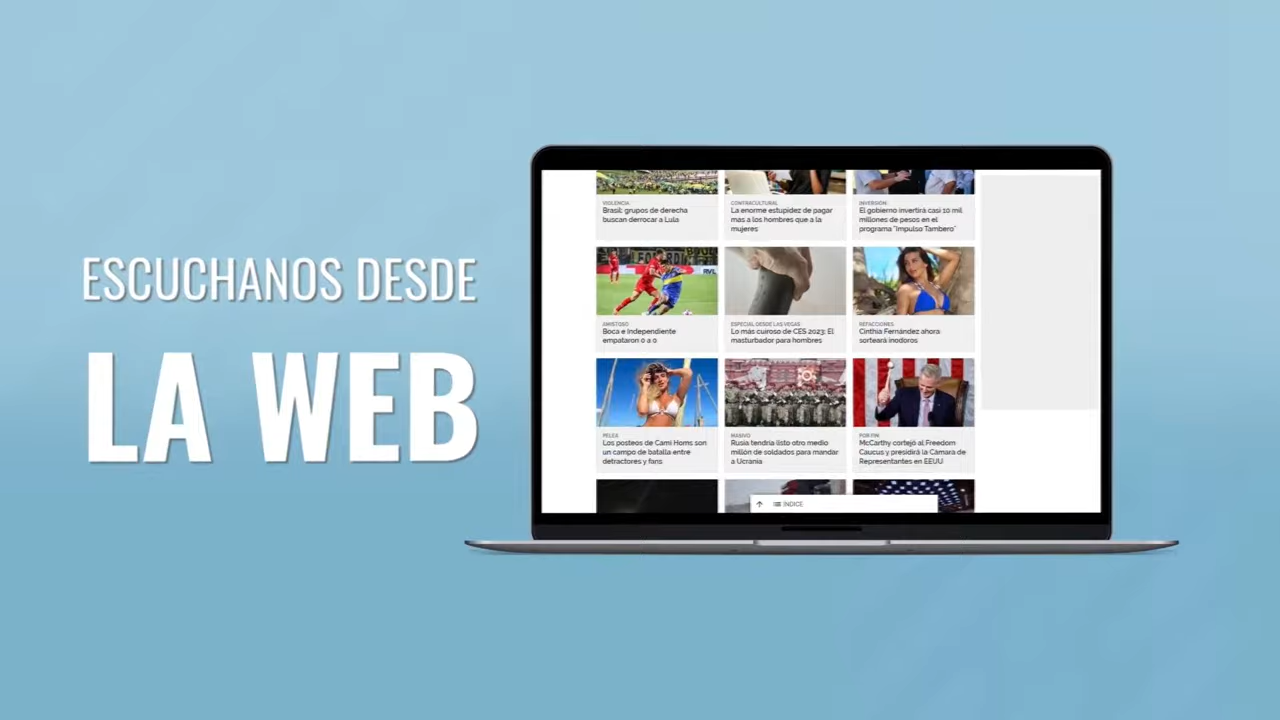 ESCUCHANOS DESDE
LA WEB
VIOLENCIA
Brasil: grupos de derecha
buscan derrocar a Lula
CONTRACULTURAL
La enorme estupidez de pagar
mas a los hombres que a la
mujeres
INVERSIÓN
El gobierno invertirá casi 10 mil
millones de pesos en el
programa "Impulso Tambero"
AMISTOSO
Boca e Independiente
empataron 0 a 0
ESPECIAL DESDE LAS VEGAS
Lo más cuiroso de CES 2023: El
masturbador para hombres
REFACCIONES
Cinthia Fernández ahora
sorteará inodoros
PELEA
Los posteos de Cami Homs son
un campo de batalla entre
detractores y fans
MASIVO
Rusia tendría listo otro medio
millón de soldados para mandar
a Ucrania
POR FIN
McCarthy cortejó al Freedom
Caucus y presidirá la Cámara de
Representantes en EEUU
ÍNDICE